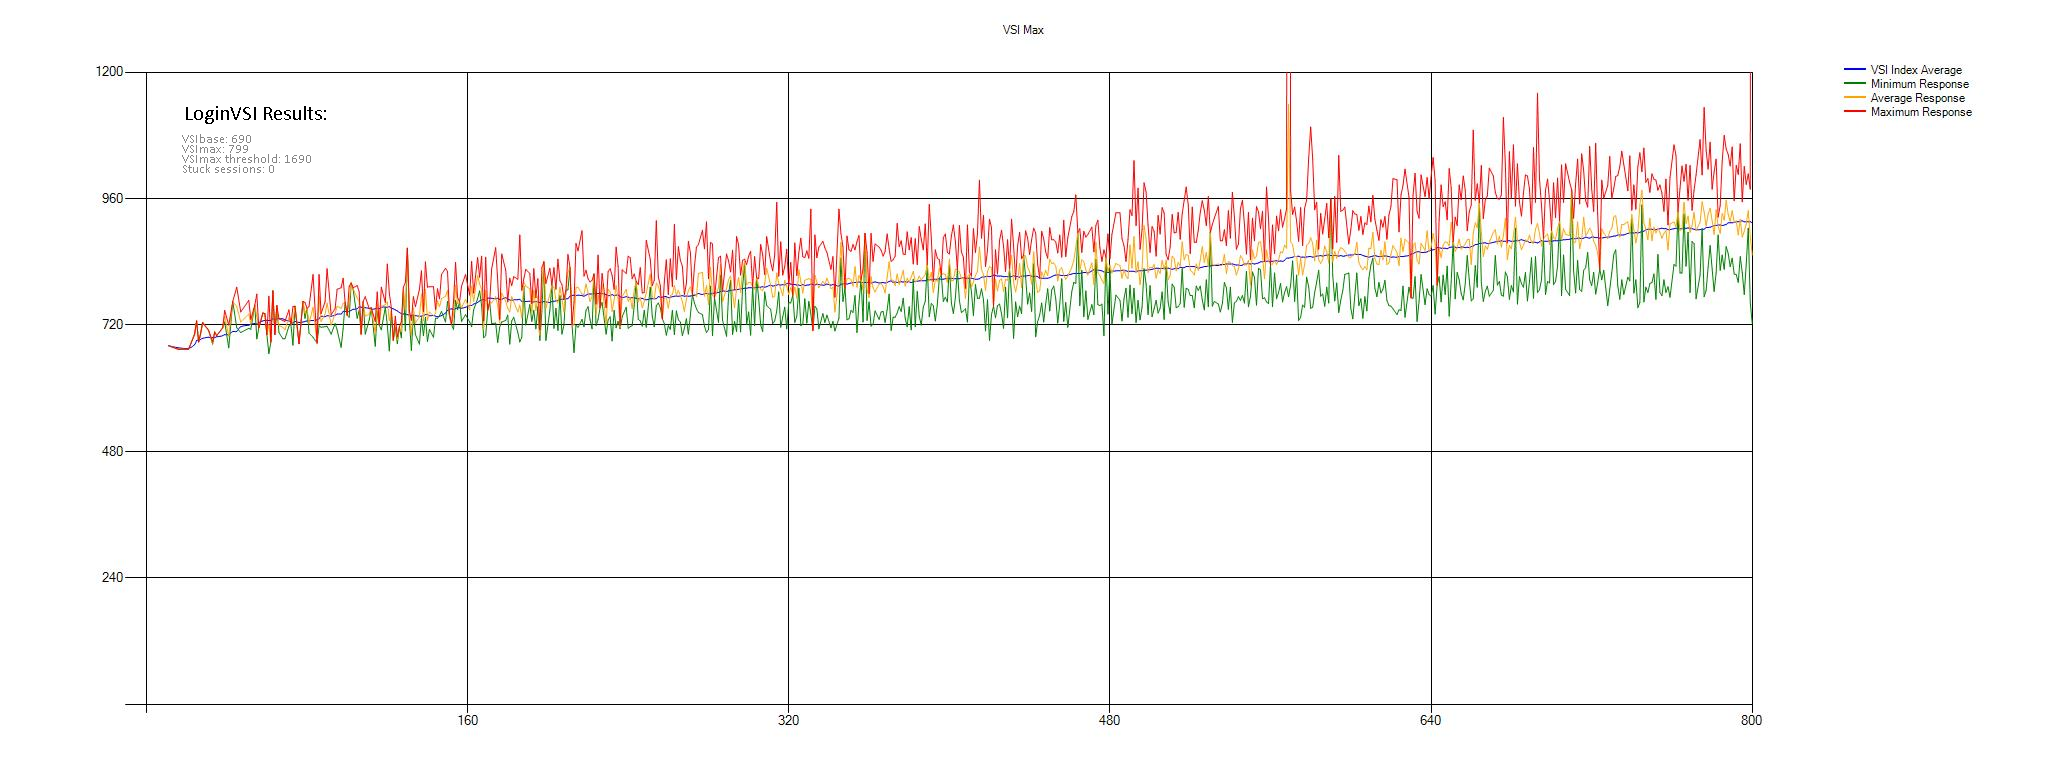 VSI Max
1200
LoginVSI Results:
VSIbase: 690
VSImax: 799
VSImax threshold: 1690
Stuck sessions: 0
960
720
480
240
160
320
480
640
800
VSI Index Average
Minimum Response
Average Response
Maximum Response